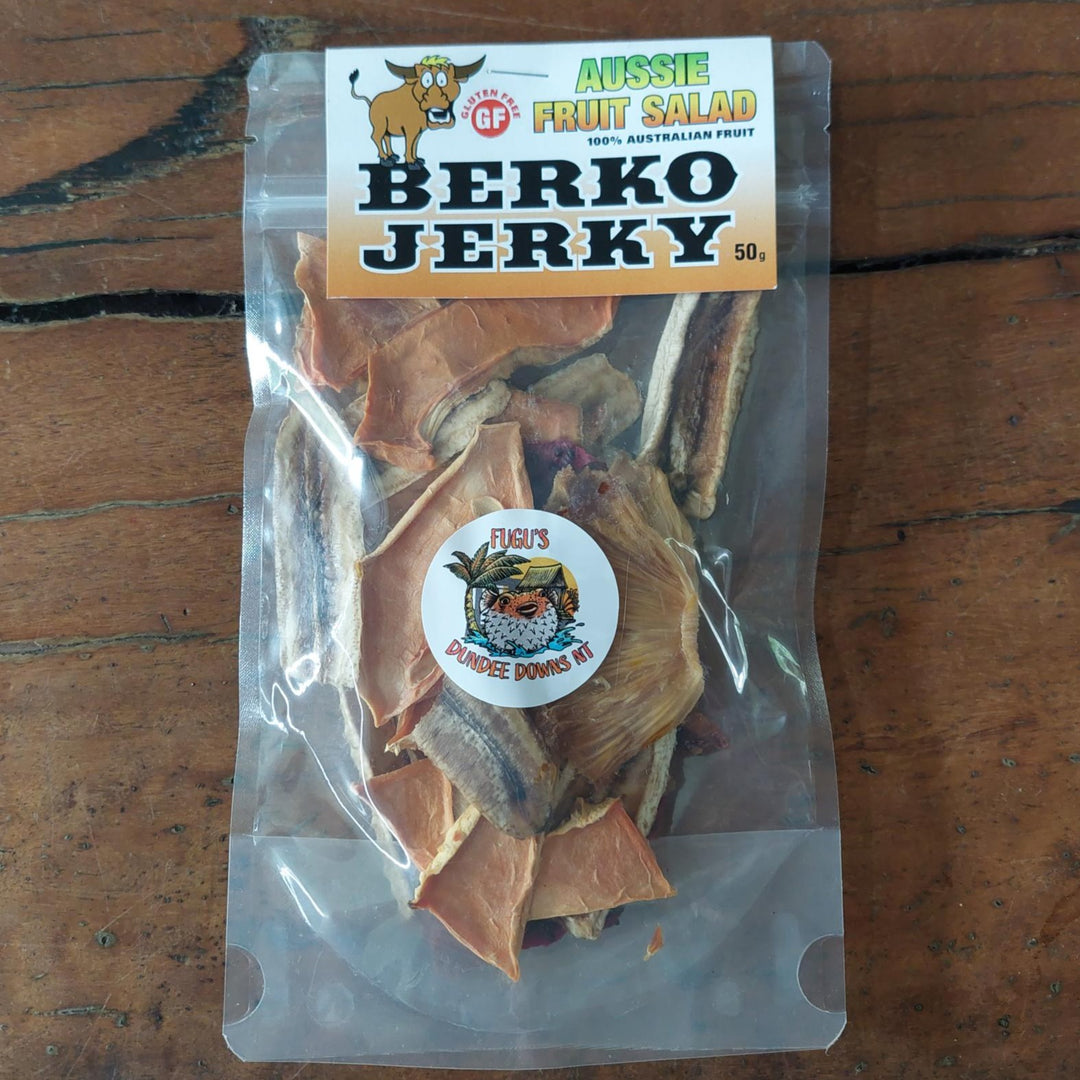 AUSSIE
FRUIT SALAD
100% AUSTRALIAN FRUIT
GLUTEN FREE
GF
BERKO
JERKY
50g
FUGU'S
DUNDEE DOWNS NT